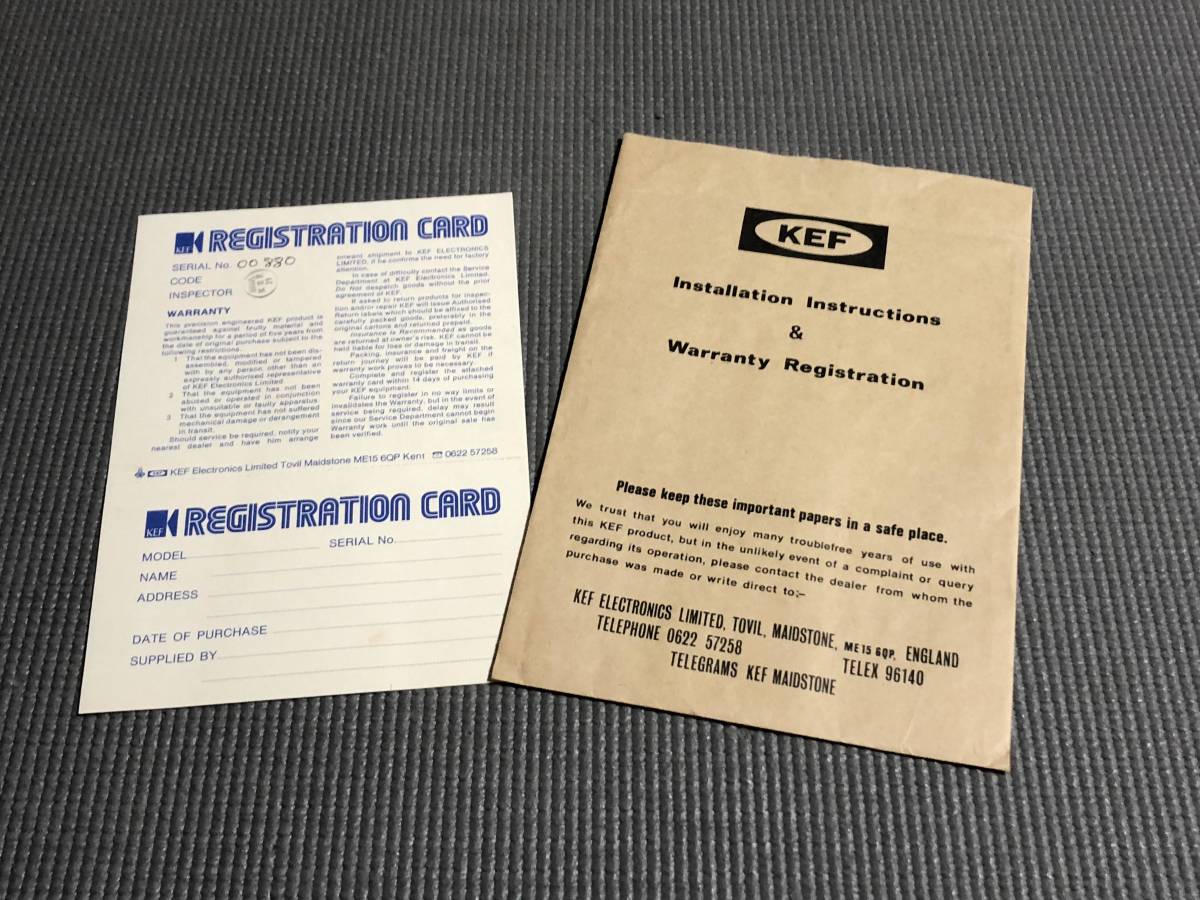 KEF REGISTRATION CARD
SERIAL No. 00880
CODE
INSPECTOR
WARRANTY
This precision engineered KEF product is
guaranteed against faulty material and
workmanship for a period of five years from
the date of original purchase subject to the
following restrictions.
1 That the equipment has not been dis-
assembled, modified or tampered
with by any person other than an
expressly authorised representative
of KEF Electronics Limited
2 That the equipment has not been
abused or operated in conjunction
with unsuitable or faulty apparatus.
3 That the equipment has not suffered
mechanical damage or derangement
in transit.
Should service be required, notify your
nearest dealer and have him arrange
onward shipment to KEF ELECTRONICS
LIMITED, if he confirms the need for factory
attention.
In case of difficulty contact the Service
Department at KEF Electronics Limited.
Do Not despatch goods without the prior
agreement of KEF.
If asked to return products for inspec-
tion and/or repair KEF will issue Authorised
Return labels which should be affixed to the
carefully packed goods, preferably in the
original cartons and returned prepaid.
Insurance is Recommended as goods
are returned at owner's risk. KEF cannot be
held liable for loss or damage in transit.
Packing, insurance and freight on the
return journey will be paid by KEF if
warranty work proves to be necessary.
Complete and register the attached
warranty card within 14 days of purchasing
your KEF equipment.
Failure to register in no way limits or
invalidates the Warranty, but in the event of
service being required, delay may result
since our Service Department cannot begin
Warranty work until the original sale has
been verified.
KEF Electronics Limited Tovil Maidstone ME15 6QP Kent ☎ 0622 57258
KEF REGISTRATION CARD
MODEL SERIAL No.
NAME
ADDRESS
DATE OF PURCHASE
SUPPLIED BY
KEF
Installation Instructions
&
Warranty Registration
Please keep these important papers in a safe place.
We trust that you will enjoy many troublefree years of use with
this KEF product, but in the unlikely event of a complaint or query
regarding its operation, please contact the dealer from whom the
purchase was made or write direct to:–
KEF ELECTRONICS LIMITED, TOVIL, MAIDSTONE, ME15 6QP, ENGLAND
TELEPHONE 0622 57258 TELEX 96140
TELEGRAMS KEF MAIDSTONE